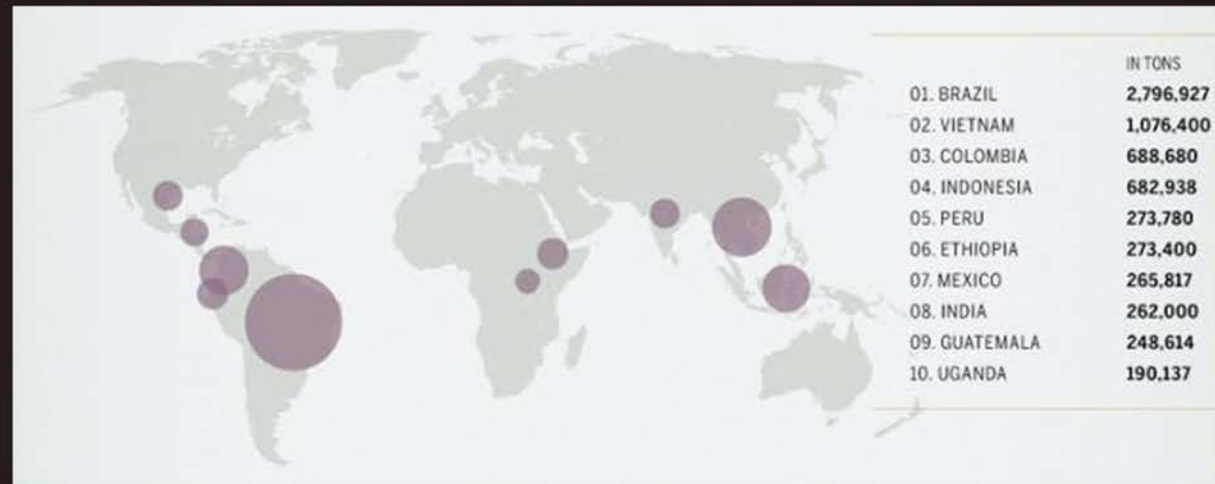 IN TONS
01. BRAZIL 2,796,927
02. VIETNAM 1,076,400
03. COLOMBIA 688,680
04. INDONESIA 682,938
05. PERU 273,780
06. ETHIOPIA 273,400
07. MEXICO 265,817
08. INDIA 262,000
09. GUATEMALA 248,614
10. UGANDA 190,137